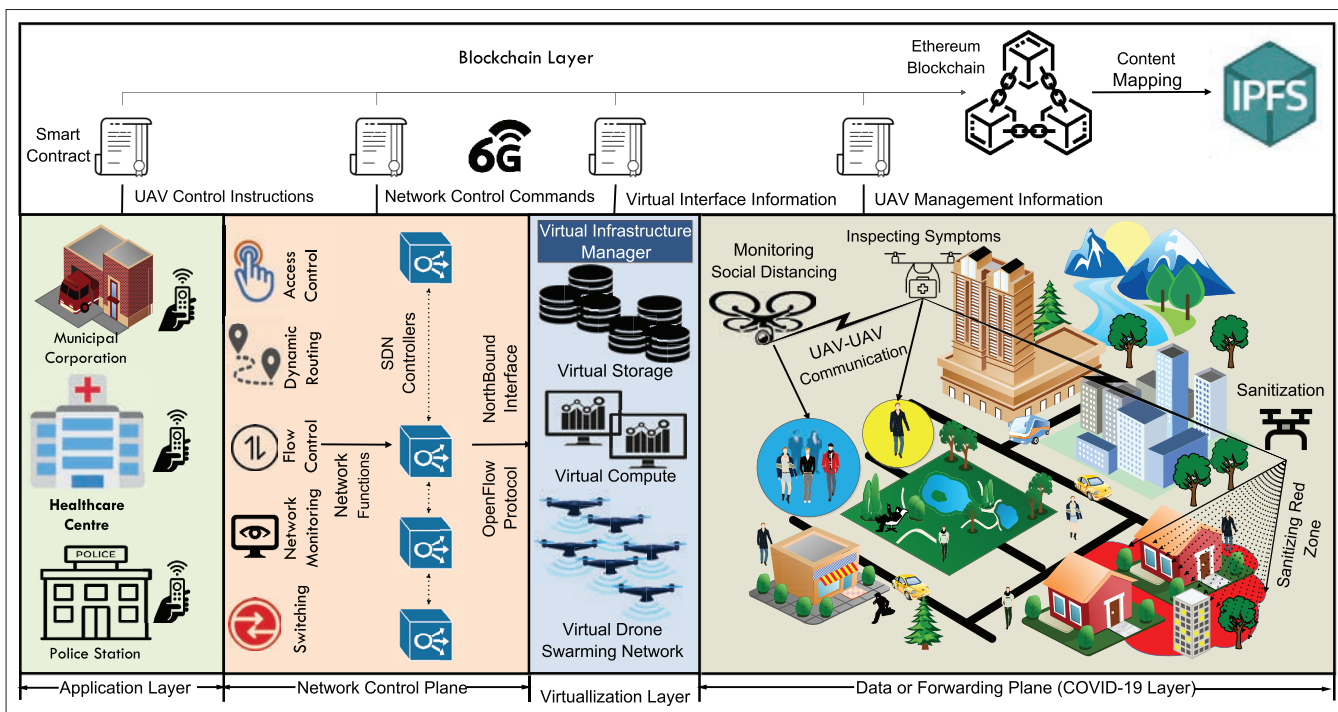 Blockchain Layer
Ethereum
Blockchain
Content
Mapping
IPFS
Smart
Contract
6G
UAV Control Instructions
Network Control Commands
Virtual Interface Information
UAV Management Information
Municipal
Corporation
Healthcare
Centre
POLICE
Police Station
Access
Control
Dynamic
Routing
Flow
Control
Network
Monitoring
Switching
Network
Functions
SDN
Controllers
NorthBound
Interface
OpenFlow
Protocol
Virtual Infrastructure
Manager
Virtual Storage
Virtual Compute
Virtual Drone
Swarming Network
Monitoring
Social Distancing
Inspecting Symptoms
UAV-UAV
Communication
Sanitization
Sanitizing Red
Zone
Application Layer
Network Control Plane
Virtuallization Layer
Data or Forwarding Plane (COVID-19 Layer)